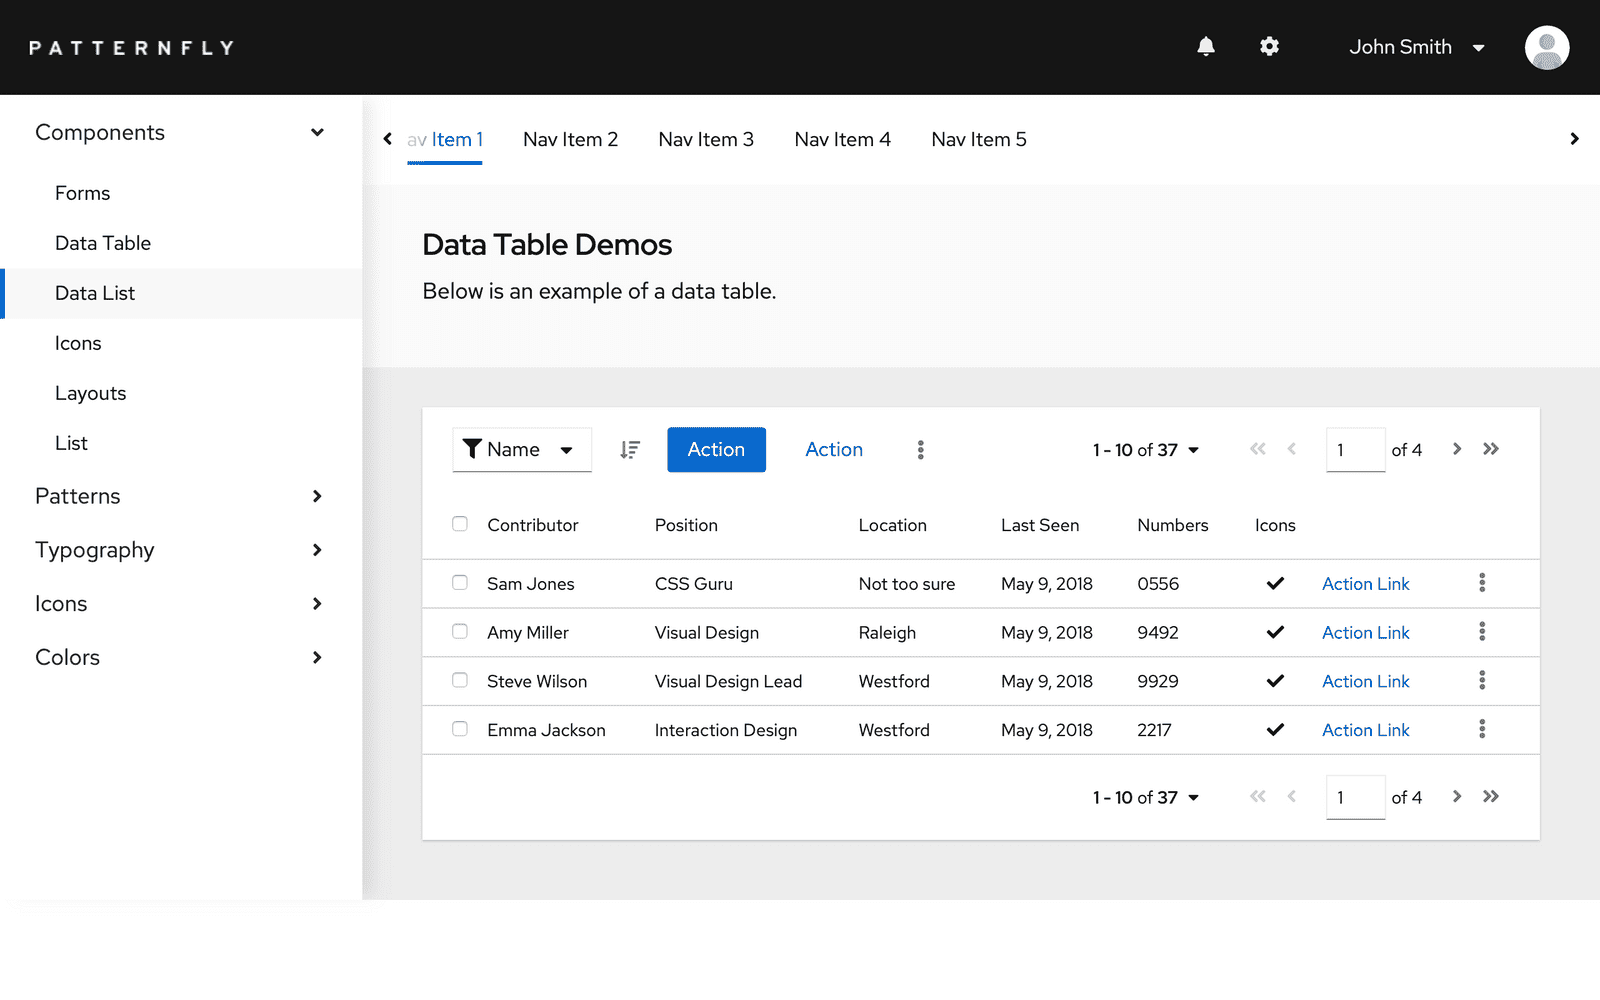 PATTERNFLY
John Smith
Components
Forms
Data Table
Data List
Icons
Layouts
List
Patterns
Typography
Icons
Colors
av Item 1 Nav Item 2 Nav Item 3 Nav Item 4 Nav Item 5
Data Table Demos
Below is an example of a data table.
Name Action Action 1 - 10 of 37 1 of 4
Contributor Position Location Last Seen Numbers Icons
Sam Jones CSS Guru Not too sure May 9, 2018 0556 Action Link
Amy Miller Visual Design Raleigh May 9, 2018 9492 Action Link
Steve Wilson Visual Design Lead Westford May 9, 2018 9929 Action Link
Emma Jackson Interaction Design Westford May 9, 2018 2217 Action Link
1 - 10 of 37 1 of 4